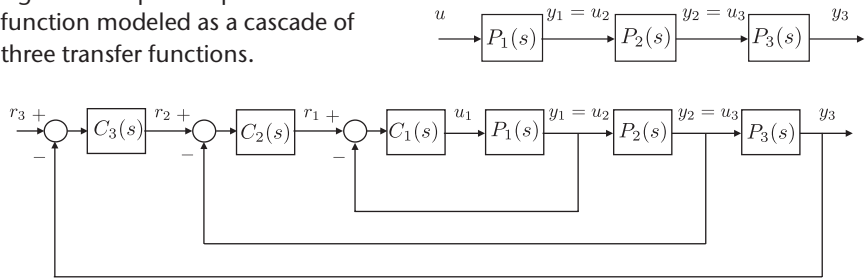 function modeled as a cascade of
three transfer functions.
u P₁(s) y₁ = u₂ P₂(s) y₂ = u₃ P₃(s) y₃
r₃ + C₃(s) r₂ + C₂(s) r₁ + C₁(s) u₁ P₁(s) y₁ = u₂ P₂(s) y₂ = u₃ P₃(s) y₃
− − −